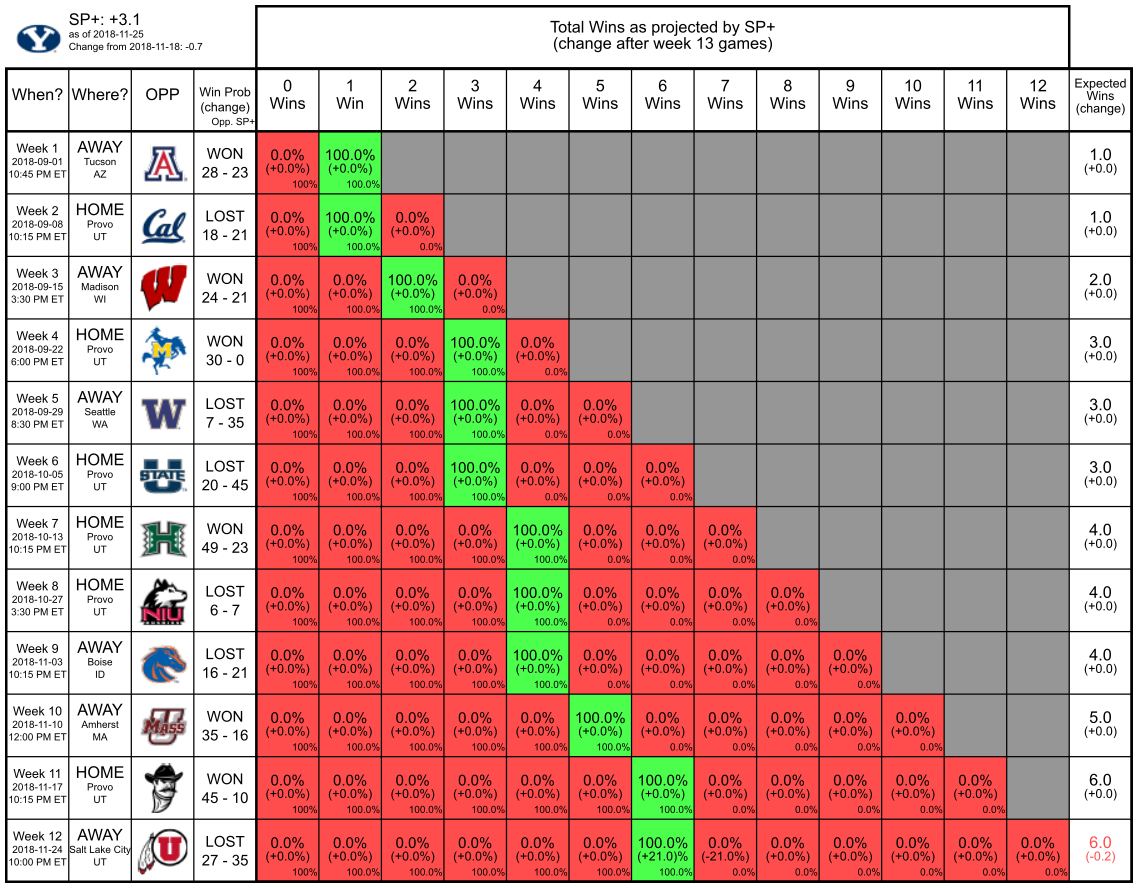 SP+: +3.1
as of 2018-11-25
Change from 2018-11-18: -0.7
Total Wins as projected by SP+
(change after week 13 games)
When? Where? OPP Win Prob (change) Opp. SP+ 0 Wins 1 Win 2 Wins 3 Wins 4 Wins 5 Wins 6 Wins 7 Wins 8 Wins 9 Wins 10 Wins 11 Wins 12 Wins Expected Wins (change)
Week 1 AWAY WON 0.0% 100.0% 1.0
2018-09-01 Tucson A (+0.0%) (+0.0%) (+0.0)
10:45 PM ET AZ 28 - 23 100% 100.0%
Week 2 HOME LOST 0.0% 100.0% 0.0% 1.0
2018-09-08 Provo Cal (+0.0%) (+0.0%) (+0.0%) (+0.0)
10:15 PM ET UT 18 - 21 100% 100.0% 0.0%
Week 3 AWAY WON 0.0% 0.0% 100.0% 0.0% 2.0
2018-09-15 Madison W (+0.0%) (+0.0%) (+0.0%) (+0.0%) (+0.0)
3:30 PM ET WI 24 - 21 100% 100.0% 100.0% 0.0%
Week 4 HOME WON 0.0% 0.0% 0.0% 100.0% 0.0% 3.0
2018-09-22 Provo M (+0.0%) (+0.0%) (+0.0%) (+0.0%) (+0.0%) (+0.0)
6:00 PM ET UT 30 - 0 100% 100.0% 100.0% 100.0% 0.0%
Week 5 AWAY LOST 0.0% 0.0% 0.0% 100.0% 0.0% 0.0% 3.0
2018-09-29 Seattle W (+0.0%) (+0.0%) (+0.0%) (+0.0%) (+0.0%) (+0.0%) (+0.0)
8:30 PM ET WA 7 - 35 100% 100.0% 100.0% 100.0% 0.0% 0.0%
Week 6 HOME LOST 0.0% 0.0% 0.0% 100.0% 0.0% 0.0% 0.0% 3.0
2018-10-05 Provo U STATE (+0.0%) (+0.0%) (+0.0%) (+0.0%) (+0.0%) (+0.0%) (+0.0%) (+0.0)
9:00 PM ET UT 20 - 45 100% 100.0% 100.0% 100.0% 0.0% 0.0% 0.0%
Week 7 HOME WON 0.0% 0.0% 0.0% 0.0% 100.0% 0.0% 0.0% 0.0% 4.0
2018-10-13 Provo H (+0.0%) (+0.0%) (+0.0%) (+0.0%) (+0.0%) (+0.0%) (+0.0%) (+0.0%) (+0.0)
10:15 PM ET UT 49 - 23 100% 100.0% 100.0% 100.0% 100.0% 0.0% 0.0% 0.0%
Week 8 HOME LOST 0.0% 0.0% 0.0% 0.0% 100.0% 0.0% 0.0% 0.0% 0.0% 4.0
2018-10-27 Provo NIU (+0.0%) (+0.0%) (+0.0%) (+0.0%) (+0.0%) (+0.0%) (+0.0%) (+0.0%) (+0.0%) (+0.0)
3:30 PM ET UT 6 - 7 100% 100.0% 100.0% 100.0% 100.0% 0.0% 0.0% 0.0% 0.0%
Week 9 AWAY LOST 0.0% 0.0% 0.0% 0.0% 100.0% 0.0% 0.0% 0.0% 0.0% 0.0% 4.0
2018-11-03 Boise (+0.0%) (+0.0%) (+0.0%) (+0.0%) (+0.0%) (+0.0%) (+0.0%) (+0.0%) (+0.0%) (+0.0%) (+0.0)
10:15 PM ET ID 16 - 21 100% 100.0% 100.0% 100.0% 100.0% 0.0% 0.0% 0.0% 0.0% 0.0%
Week 10 AWAY WON 0.0% 0.0% 0.0% 0.0% 0.0% 100.0% 0.0% 0.0% 0.0% 0.0% 0.0% 5.0
2018-11-10 Amherst U MASS (+0.0%) (+0.0%) (+0.0%) (+0.0%) (+0.0%) (+0.0%) (+0.0%) (+0.0%) (+0.0%) (+0.0%) (+0.0%) (+0.0)
12:00 PM ET MA 35 - 16 100% 100.0% 100.0% 100.0% 100.0% 100.0% 0.0% 0.0% 0.0% 0.0% 0.0%
Week 11 HOME WON 0.0% 0.0% 0.0% 0.0% 0.0% 0.0% 100.0% 0.0% 0.0% 0.0% 0.0% 0.0% 6.0
2018-11-17 Provo (+0.0%) (+0.0%) (+0.0%) (+0.0%) (+0.0%) (+0.0%) (+0.0%) (+0.0%) (+0.0%) (+0.0%) (+0.0%) (+0.0%) (+0.0)
10:15 PM ET UT 45 - 10 100% 100.0% 100.0% 100.0% 100.0% 100.0% 100.0% 0.0% 0.0% 0.0% 0.0% 0.0%
Week 12 AWAY LOST 0.0% 0.0% 0.0% 0.0% 0.0% 0.0% 100.0% 0.0% 0.0% 0.0% 0.0% 0.0% 0.0% 6.0
2018-11-24 Salt Lake City U (+0.0%) (+0.0%) (+0.0%) (+0.0%) (+0.0%) (+0.0%) (+21.0)% (-21.0%) (+0.0%) (+0.0%) (+0.0%) (+0.0%) (+0.0%) (-0.2)
10:00 PM ET UT 27 - 35 100% 100.0% 100.0% 100.0% 100.0% 100.0% 100.0% 0.0% 0.0% 0.0% 0.0% 0.0% 0.0%